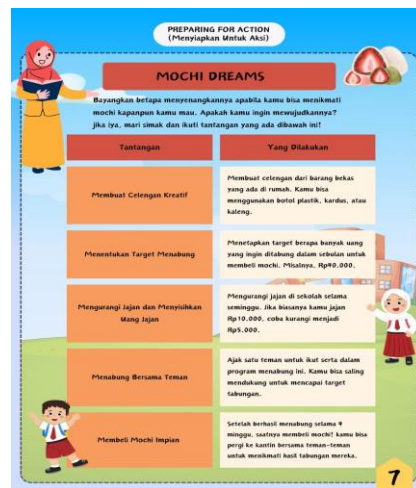 PREPARING FOR ACTION
(Menyiapkan Untuk Aksi)
MOCHI DREAMS
Bayangkan betapa menyenangkannya apabila kamu bisa menikmati
mochi kapanpun kamu mau. Apakah kamu ingin mewujudkannya?
jika iya, mari simak dan ikuti tantangan yang ada dibawah ini!
Tantangan
Yang Dilakukan
Membuat Celengan Kreatif
Membuat celengan dari barang bekas
yang ada di rumah. Kamu bisa
menggunakan botol plastik, kardus, atau
kaleng.
Menentukan Target Menabung
Menetapkan target berapa banyak uang
yang ingin ditabung dalam sebulan untuk
membeli mochi. Misalnya, Rp40.000.
Mengurangi Jajan dan Menyisihkan
Uang Jajan
Mengurangi jajan di sekolah selama
seminggu. Jika biasanya kamu jajan
Rp10.000, coba kurangi menjadi
Rp5.000.
Menabung Bersama Teman
Ajak satu teman untuk ikut serta dalam
program menabung ini. Kamu bisa saling
mendukung untuk mencapai target
tabungan.
Membeli Mochi Impian
Setelah berhasil menabung selama 4
minggu, saatnya membeli mochi! kamu bisa
pergi ke kantin bersama teman-teman
untuk menikmati hasil tabungan mereka.
7